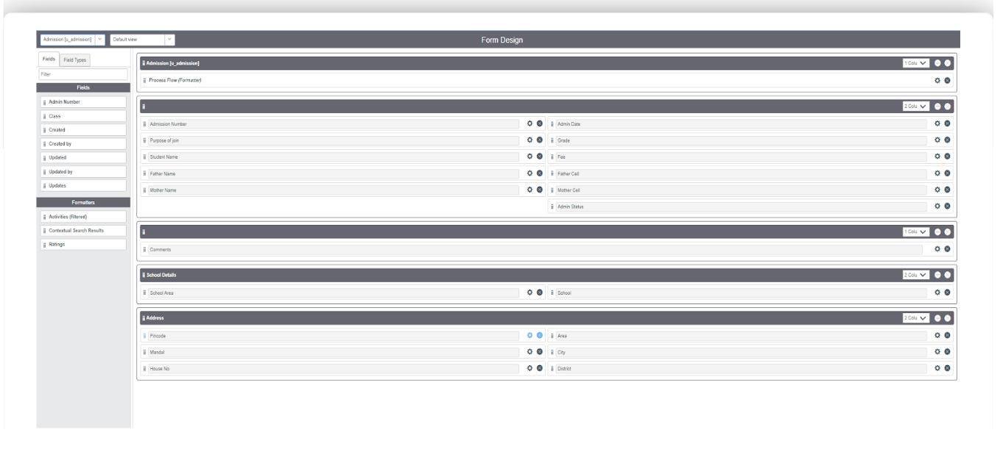 Admission [u_admission] Default view Form Design
Fields Field Types
Filter
Fields
Admin Number
Class
Created
Created by
Updated
Updated by
Updates
Formatters
Activities (filtered)
Contextual Search Results
Ratings
Admission [u_admission] 1 Colu
Process Flow (Formatter)
2 Colu
Admission Number Admin Date
Purpose of join Grade
Student Name Fee
Father Name Father Cell
Mother Name Mother Cell
Admin Status
1 Colu
Comments
School Details 2 Colu
School Area School
Address 2 Colu
Pincode Area
Mandal City
House No District